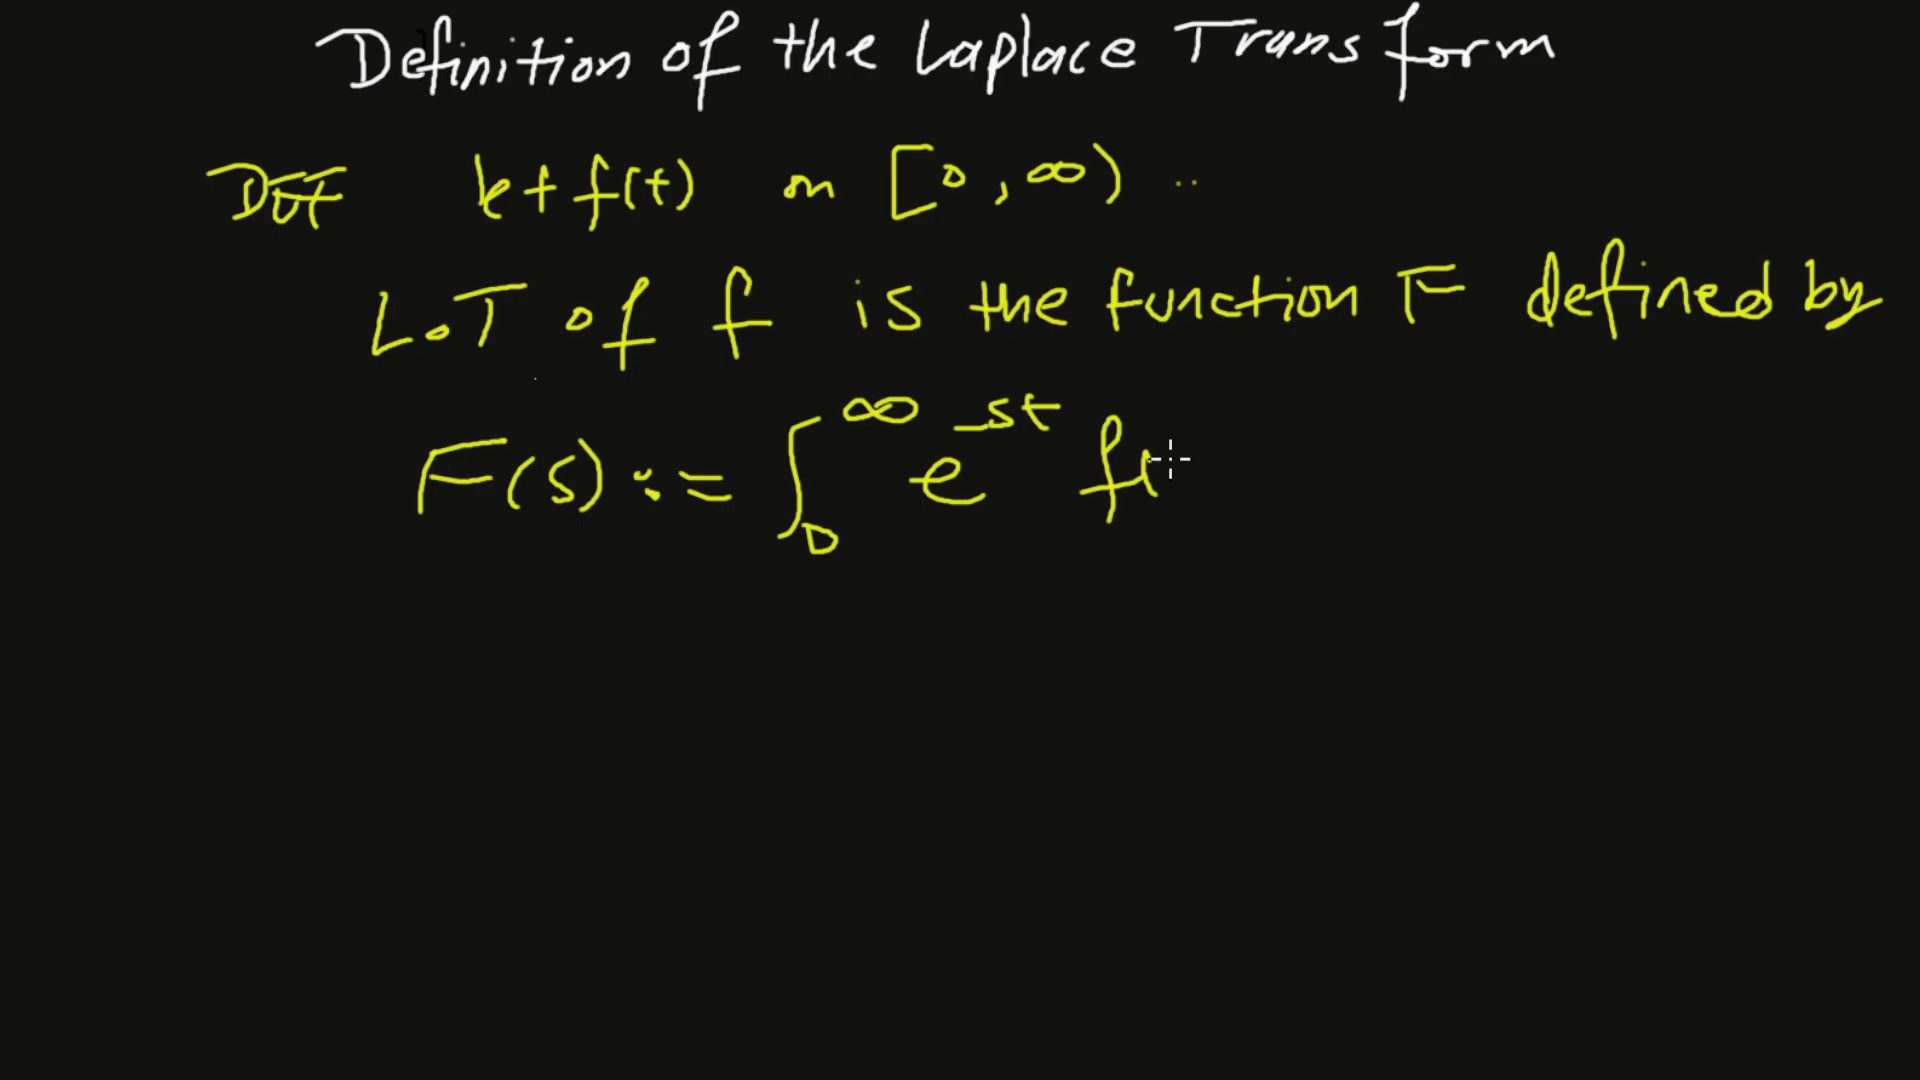 Definition of the Laplace Transform
Def let f(t) on [0, ∞) ..
L.T of f is the function F defined by
F(s) := ∫₀^∞ e^-st f(